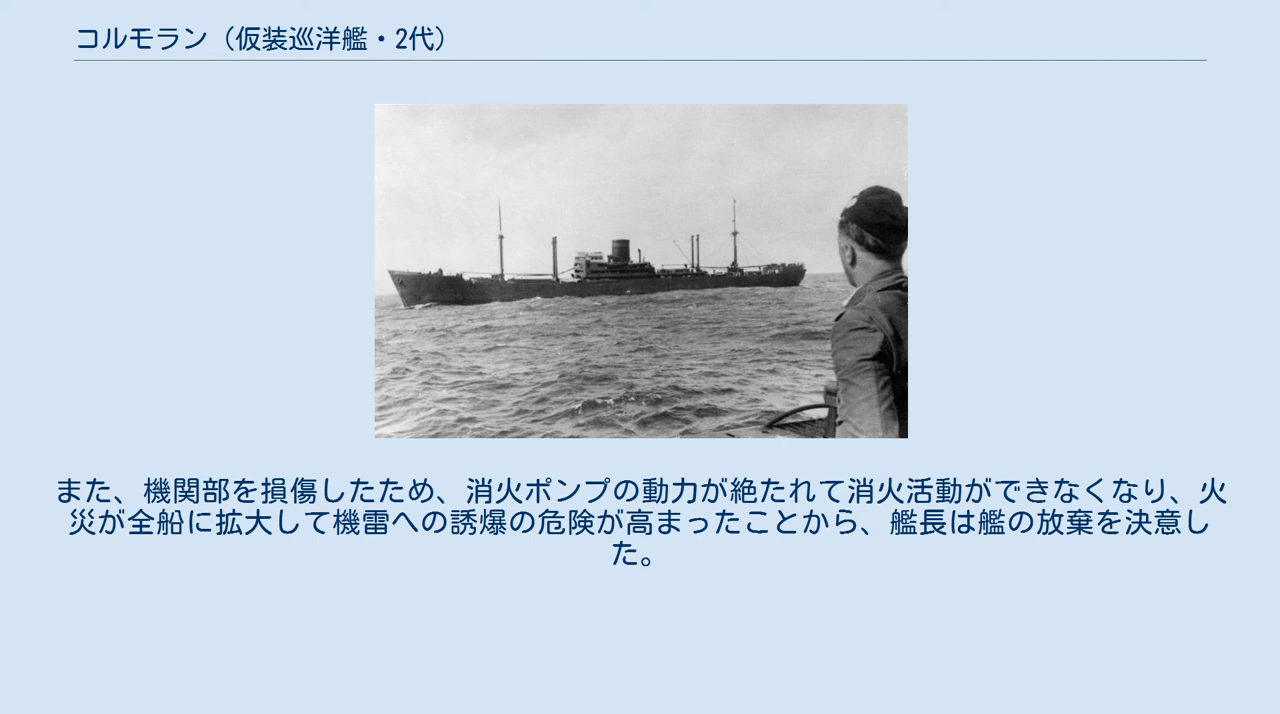 コルモラン（仮装巡洋艦・2代）
また、機関部を損傷したため、消火ポンプの動力が絶たれて消火活動ができなくなり、火
災が全船に拡大して機雷への誘爆の危険が高まったことから、艦長は艦の放棄を決意し
た。